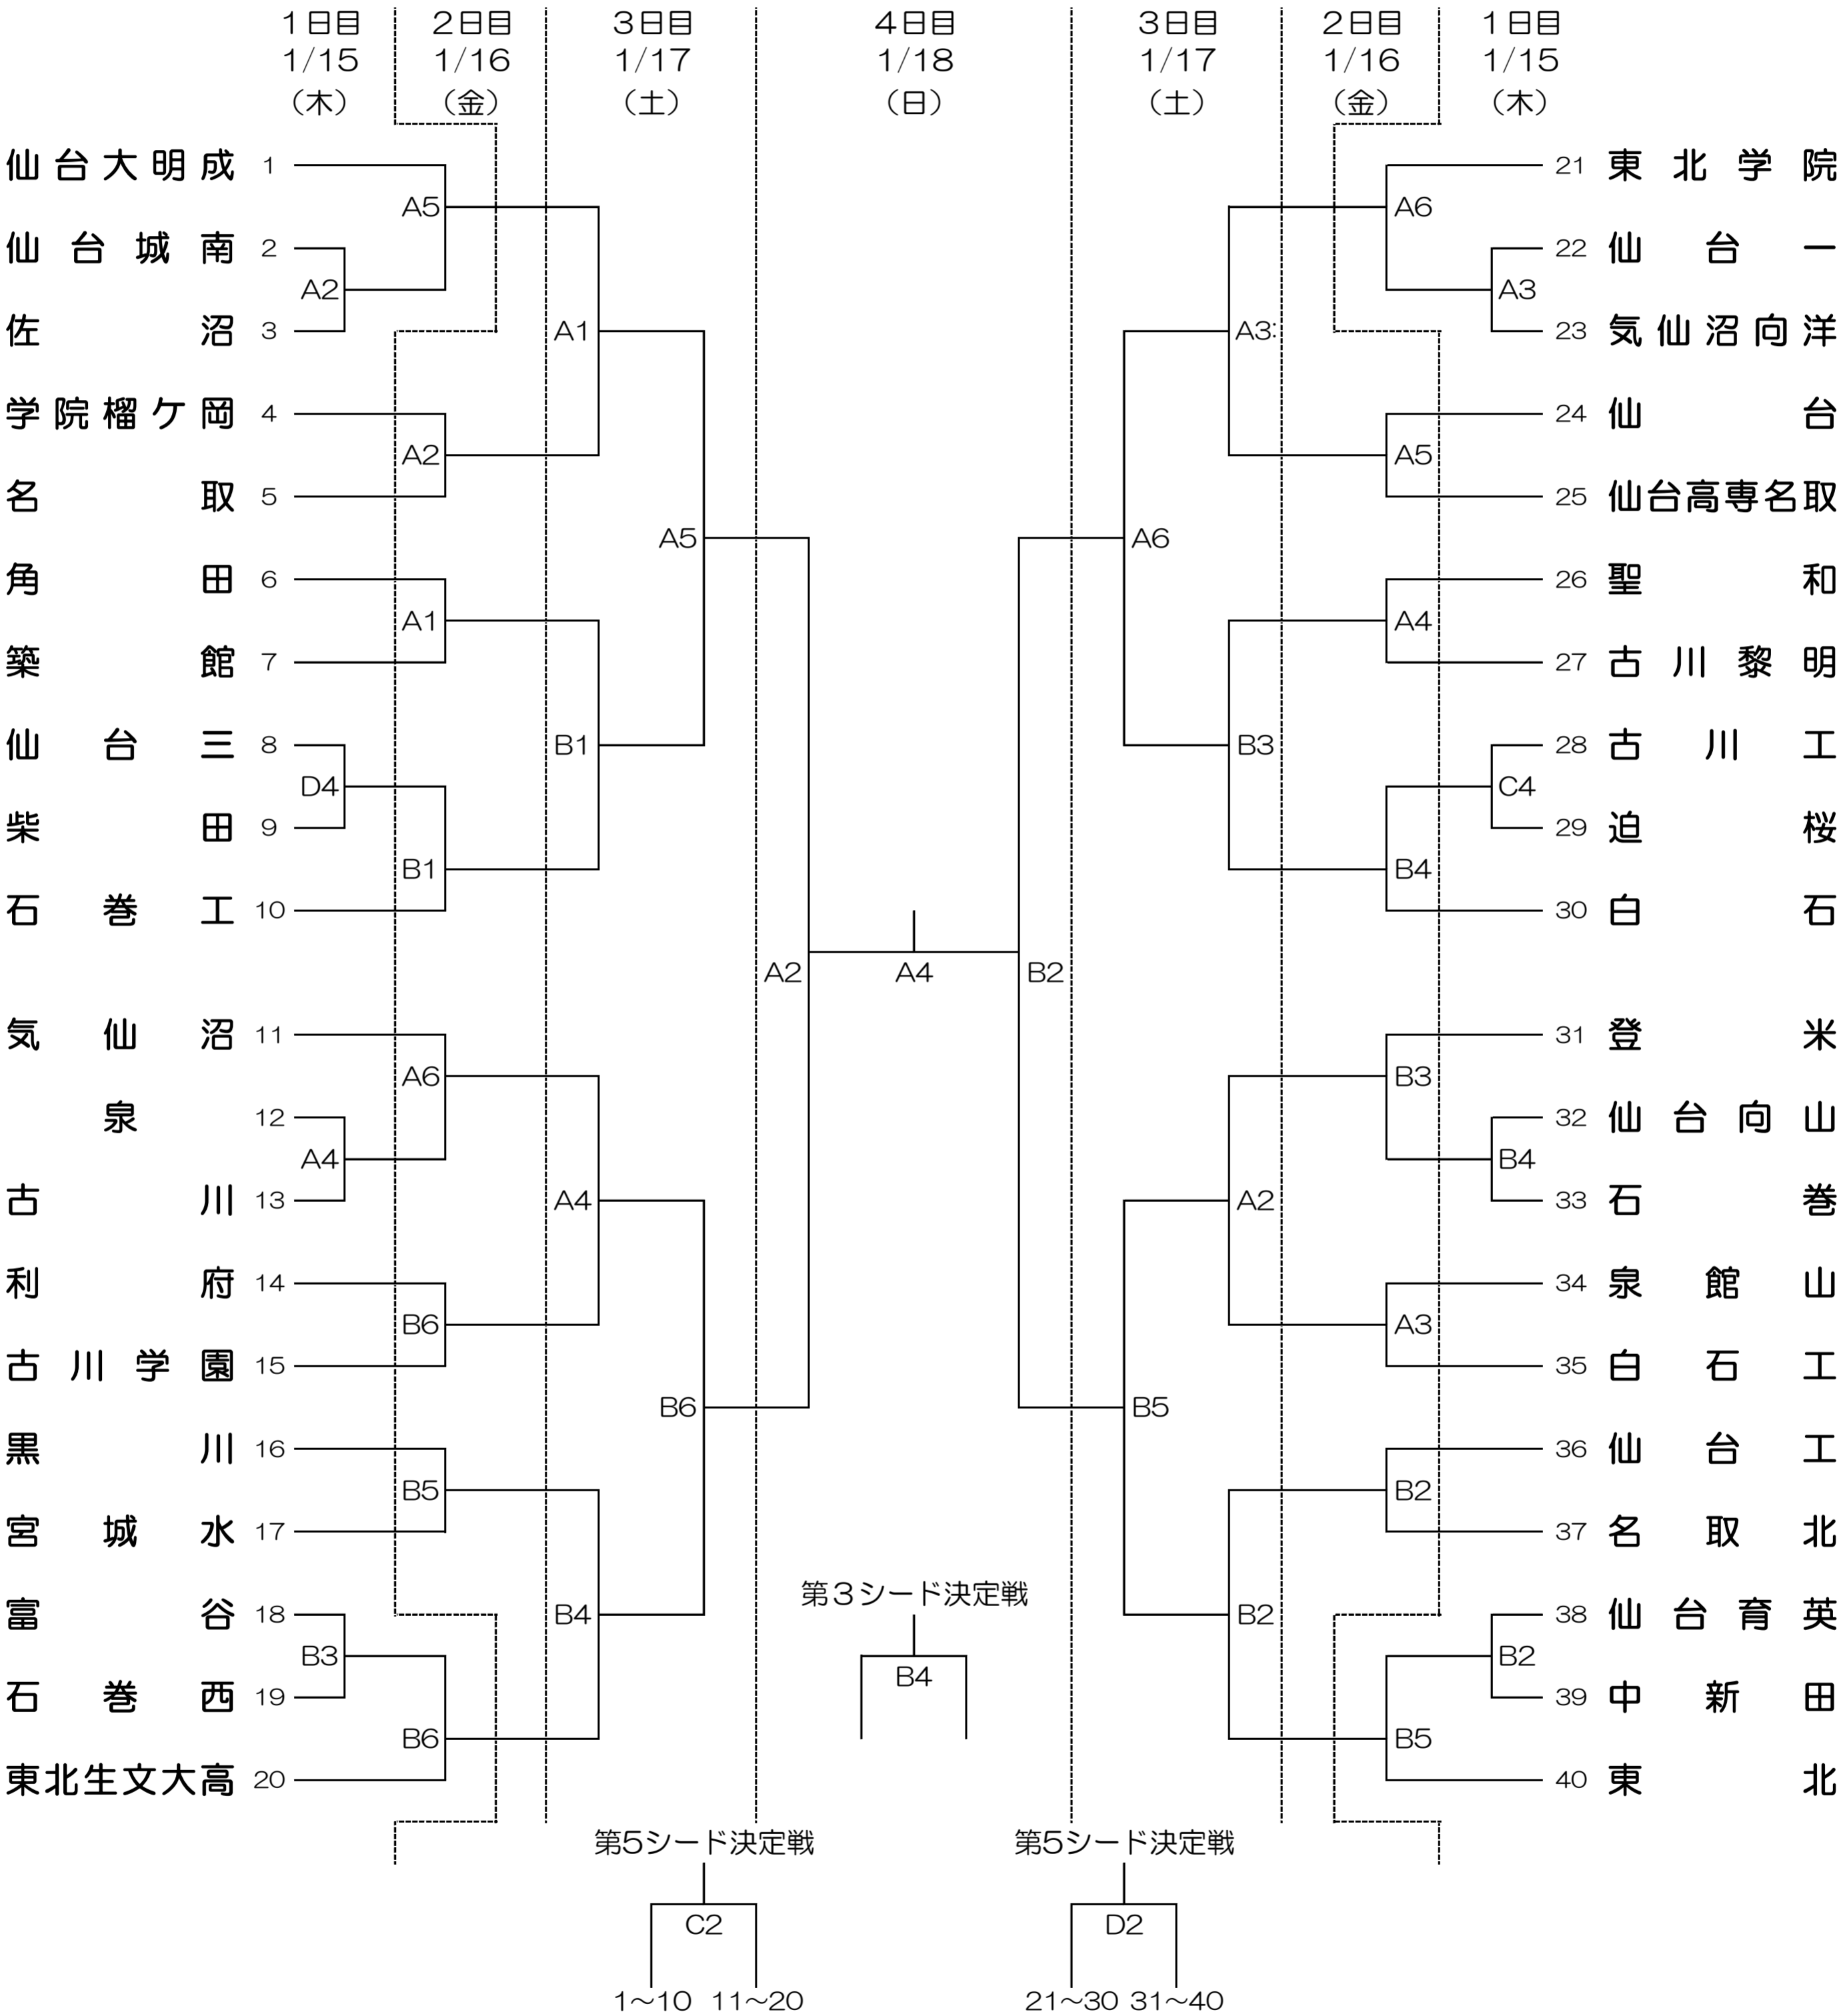 1日目 2日目 3日目 4日目 3日目 2日目 1日目
1/15 1/16 1/17 1/18 1/17 1/16 1/15
（木） （金） （土） （日） （土） （金） （木）
仙台大明成 1 21 東北学院
A5 A6
仙台城南 2 22 仙台一
A2 A3
佐沼 3 A1 A3: 23 気仙沼向洋
学院榴ケ岡 4 24 仙台
A2 A5
名取 5 25 仙台高専名取
A5 A6
角田 6 26 聖和
A1 A4
築館 7 27 古川黎明
仙台三 8 B1 B3 28 古川工
D4 C4
柴田 9 29 迫桜
B1 B4
石巻工 10 30 白石
A2 A4 B2
気仙沼 11 31 登米
A6 B3
泉 12 32 仙台向山
A4 B4
古川 13 A4 A2 33 石巻
利府 14 34 泉館山
B6 A3
古川学園 15 35 白石工
B6 B5
黒川 16 36 仙台工
B5 B2
宮城水 17 37 名取北
第３シード決定戦
富谷 18 B4 B2 38 仙台育英
B3 B4 B2
石巻西 19 39 中新田
B6 B5
東北生文大高 20 40 東北
第5シード決定戦 第5シード決定戦
C2 D2
1～10 11～20 21～30 31～40